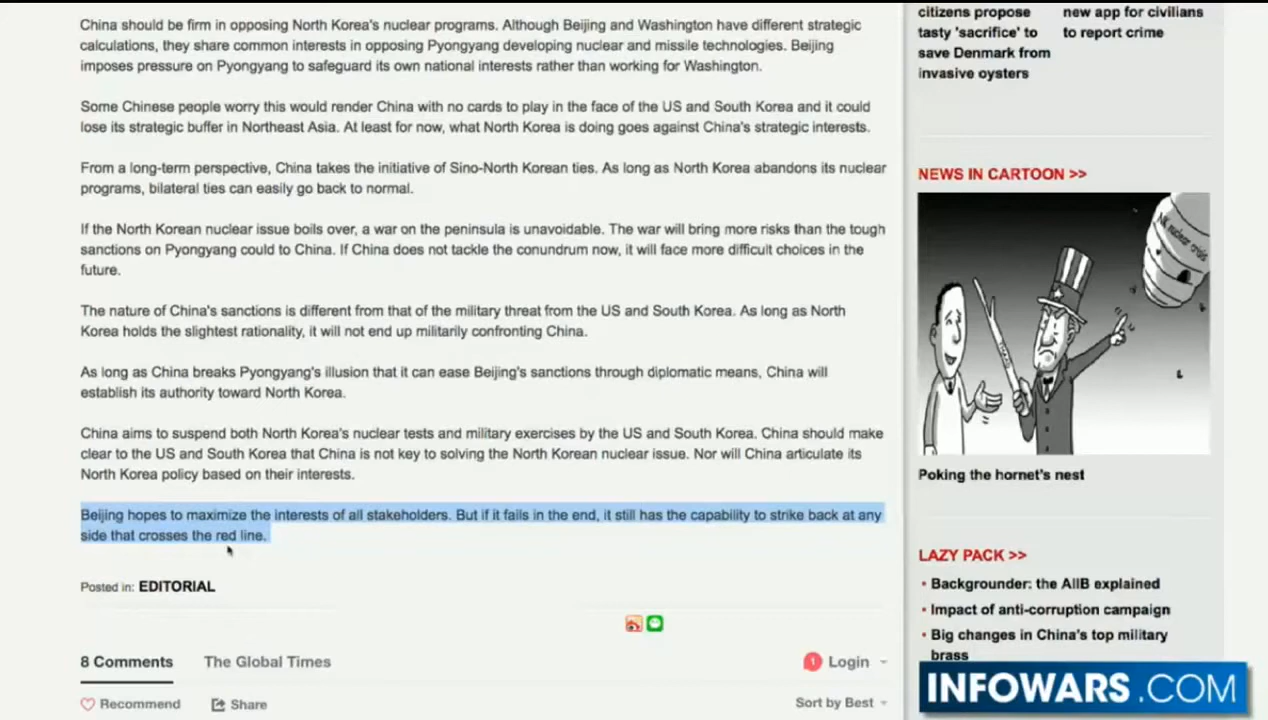 China should be firm in opposing North Korea's nuclear programs. Although Beijing and Washington have different strategic
calculations, they share common interests in opposing Pyongyang developing nuclear and missile technologies. Beijing
imposes pressure on Pyongyang to safeguard its own national interests rather than working for Washington.
Some Chinese people worry this would render China with no cards to play in the face of the US and South Korea and it could
lose its strategic buffer in Northeast Asia. At least for now, what North Korea is doing goes against China's strategic interests.
From a long-term perspective, China takes the initiative of Sino-North Korean ties. As long as North Korea abandons its nuclear
programs, bilateral ties can easily go back to normal.
If the North Korean nuclear issue boils over, a war on the peninsula is unavoidable. The war will bring more risks than the tough
sanctions on Pyongyang could to China. If China does not tackle the conundrum now, it will face more difficult choices in the
future.
The nature of China's sanctions is different from that of the military threat from the US and South Korea. As long as North
Korea holds the slightest rationality, it will not end up militarily confronting China.
As long as China breaks Pyongyang's illusion that it can ease Beijing's sanctions through diplomatic means, China will
establish its authority toward North Korea.
China aims to suspend both North Korea's nuclear tests and military exercises by the US and South Korea. China should make
clear to the US and South Korea that China is not key to solving the North Korean nuclear issue. Nor will China articulate its
North Korea policy based on their interests.
Beijing hopes to maximize the interests of all stakeholders. But if it fails in the end, it still has the capability to strike back at any
side that crosses the red line.
Posted in: EDITORIAL
8 Comments
The Global Times
1
Login
Recommend
Share
Sort by Best
citizens propose
tasty 'sacrifice' to
save Denmark from
invasive oysters
new app for civilians
to report crime
NEWS IN CARTOON >>
nuclear crisis
Poking the hornet's nest
LAZY PACK >>
• Backgrounder: the AIIB explained
• Impact of anti-corruption campaign
• Big changes in China's top military
brass
INFOWARS.COM